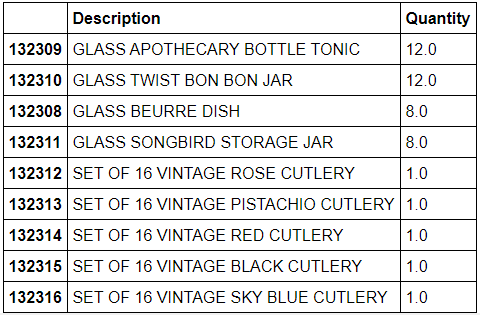 Description Quantity
132309 GLASS APOTHECARY BOTTLE TONIC 12.0
132310 GLASS TWIST BON BON JAR 12.0
132308 GLASS BEURRE DISH 8.0
132311 GLASS SONGBIRD STORAGE JAR 8.0
132312 SET OF 16 VINTAGE ROSE CUTLERY 1.0
132313 SET OF 16 VINTAGE PISTACHIO CUTLERY 1.0
132314 SET OF 16 VINTAGE RED CUTLERY 1.0
132315 SET OF 16 VINTAGE BLACK CUTLERY 1.0
132316 SET OF 16 VINTAGE SKY BLUE CUTLERY 1.0